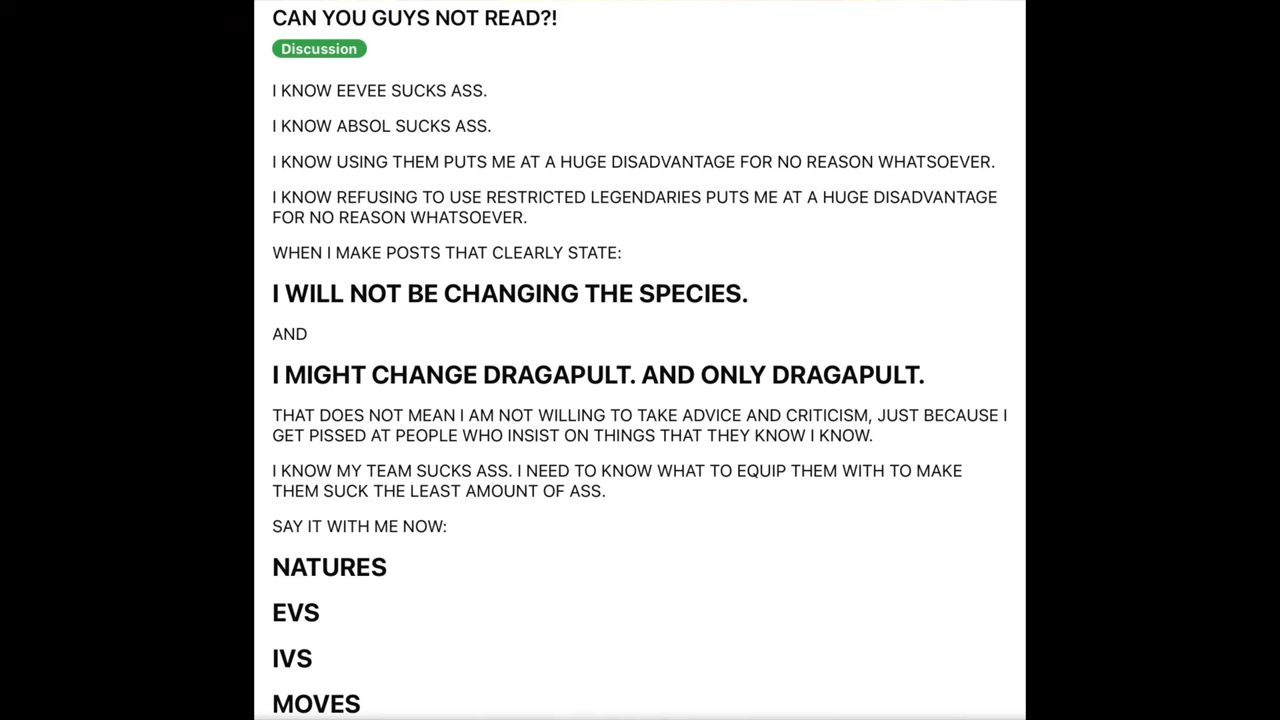 CAN YOU GUYS NOT READ?!
Discussion
I KNOW EEVEE SUCKS ASS.
I KNOW ABSOL SUCKS ASS.
I KNOW USING THEM PUTS ME AT A HUGE DISADVANTAGE FOR NO REASON WHATSOEVER.
I KNOW REFUSING TO USE RESTRICTED LEGENDARIES PUTS ME AT A HUGE DISADVANTAGE
FOR NO REASON WHATSOEVER.
WHEN I MAKE POSTS THAT CLEARLY STATE:
I WILL NOT BE CHANGING THE SPECIES.
AND
I MIGHT CHANGE DRAGAPULT. AND ONLY DRAGAPULT.
THAT DOES NOT MEAN I AM NOT WILLING TO TAKE ADVICE AND CRITICISM, JUST BECAUSE I
GET PISSED AT PEOPLE WHO INSIST ON THINGS THAT THEY KNOW I KNOW.
I KNOW MY TEAM SUCKS ASS. I NEED TO KNOW WHAT TO EQUIP THEM WITH TO MAKE
THEM SUCK THE LEAST AMOUNT OF ASS.
SAY IT WITH ME NOW:
NATURES
EVS
IVS
MOVES